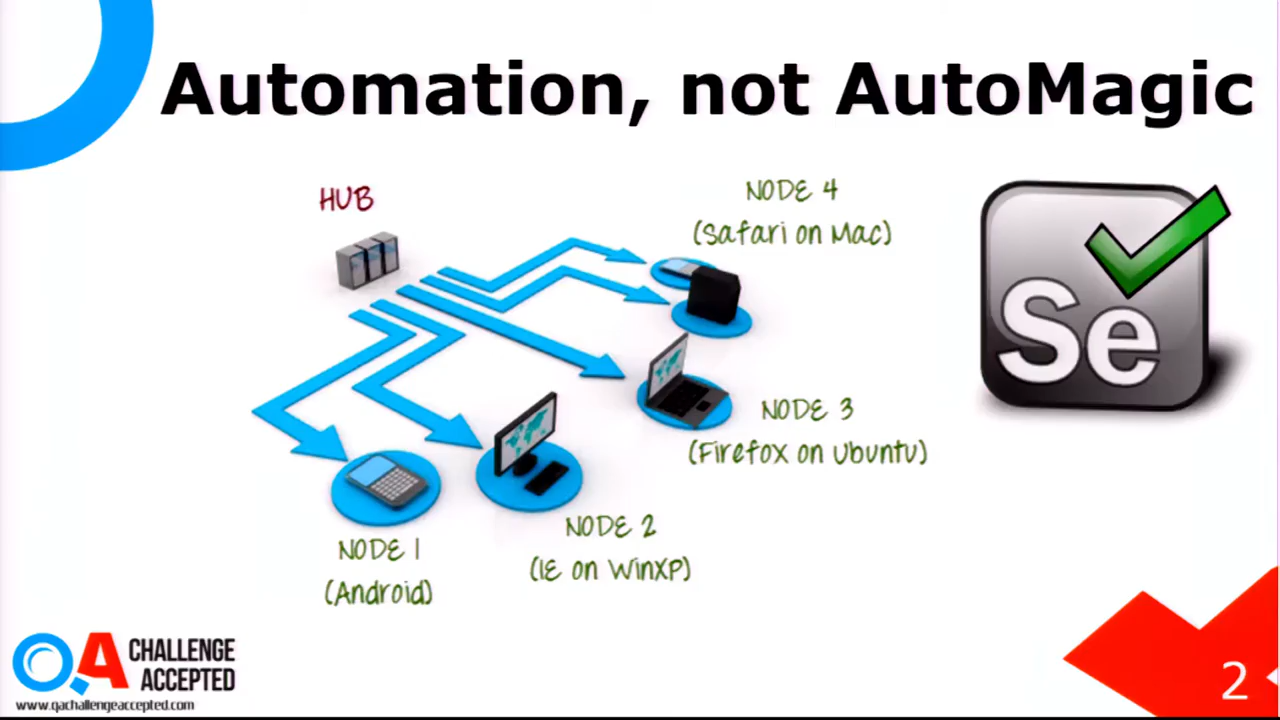 Automation, not AutoMagic
HUB
NODE 4
(Safari on Mac)
Se
NODE 3
(Firefox on Ubuntu)
NODE 2
(IE on WinXP)
NODE 1
(Android)
QA CHALLENGE
ACCEPTED
www.qachallengeaccepted.com
2